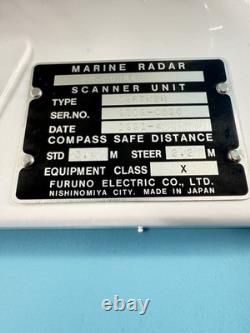 MARINE RADAR
SCANNER UNIT
TYPE
SER.NO.
DATE
COMPASS SAFE DISTANCE
STD M STEER M
EQUIPMENT CLASS X
FURUNO ELECTRIC CO., LTD.
NISHINOMIYA CITY. MADE IN JAPAN